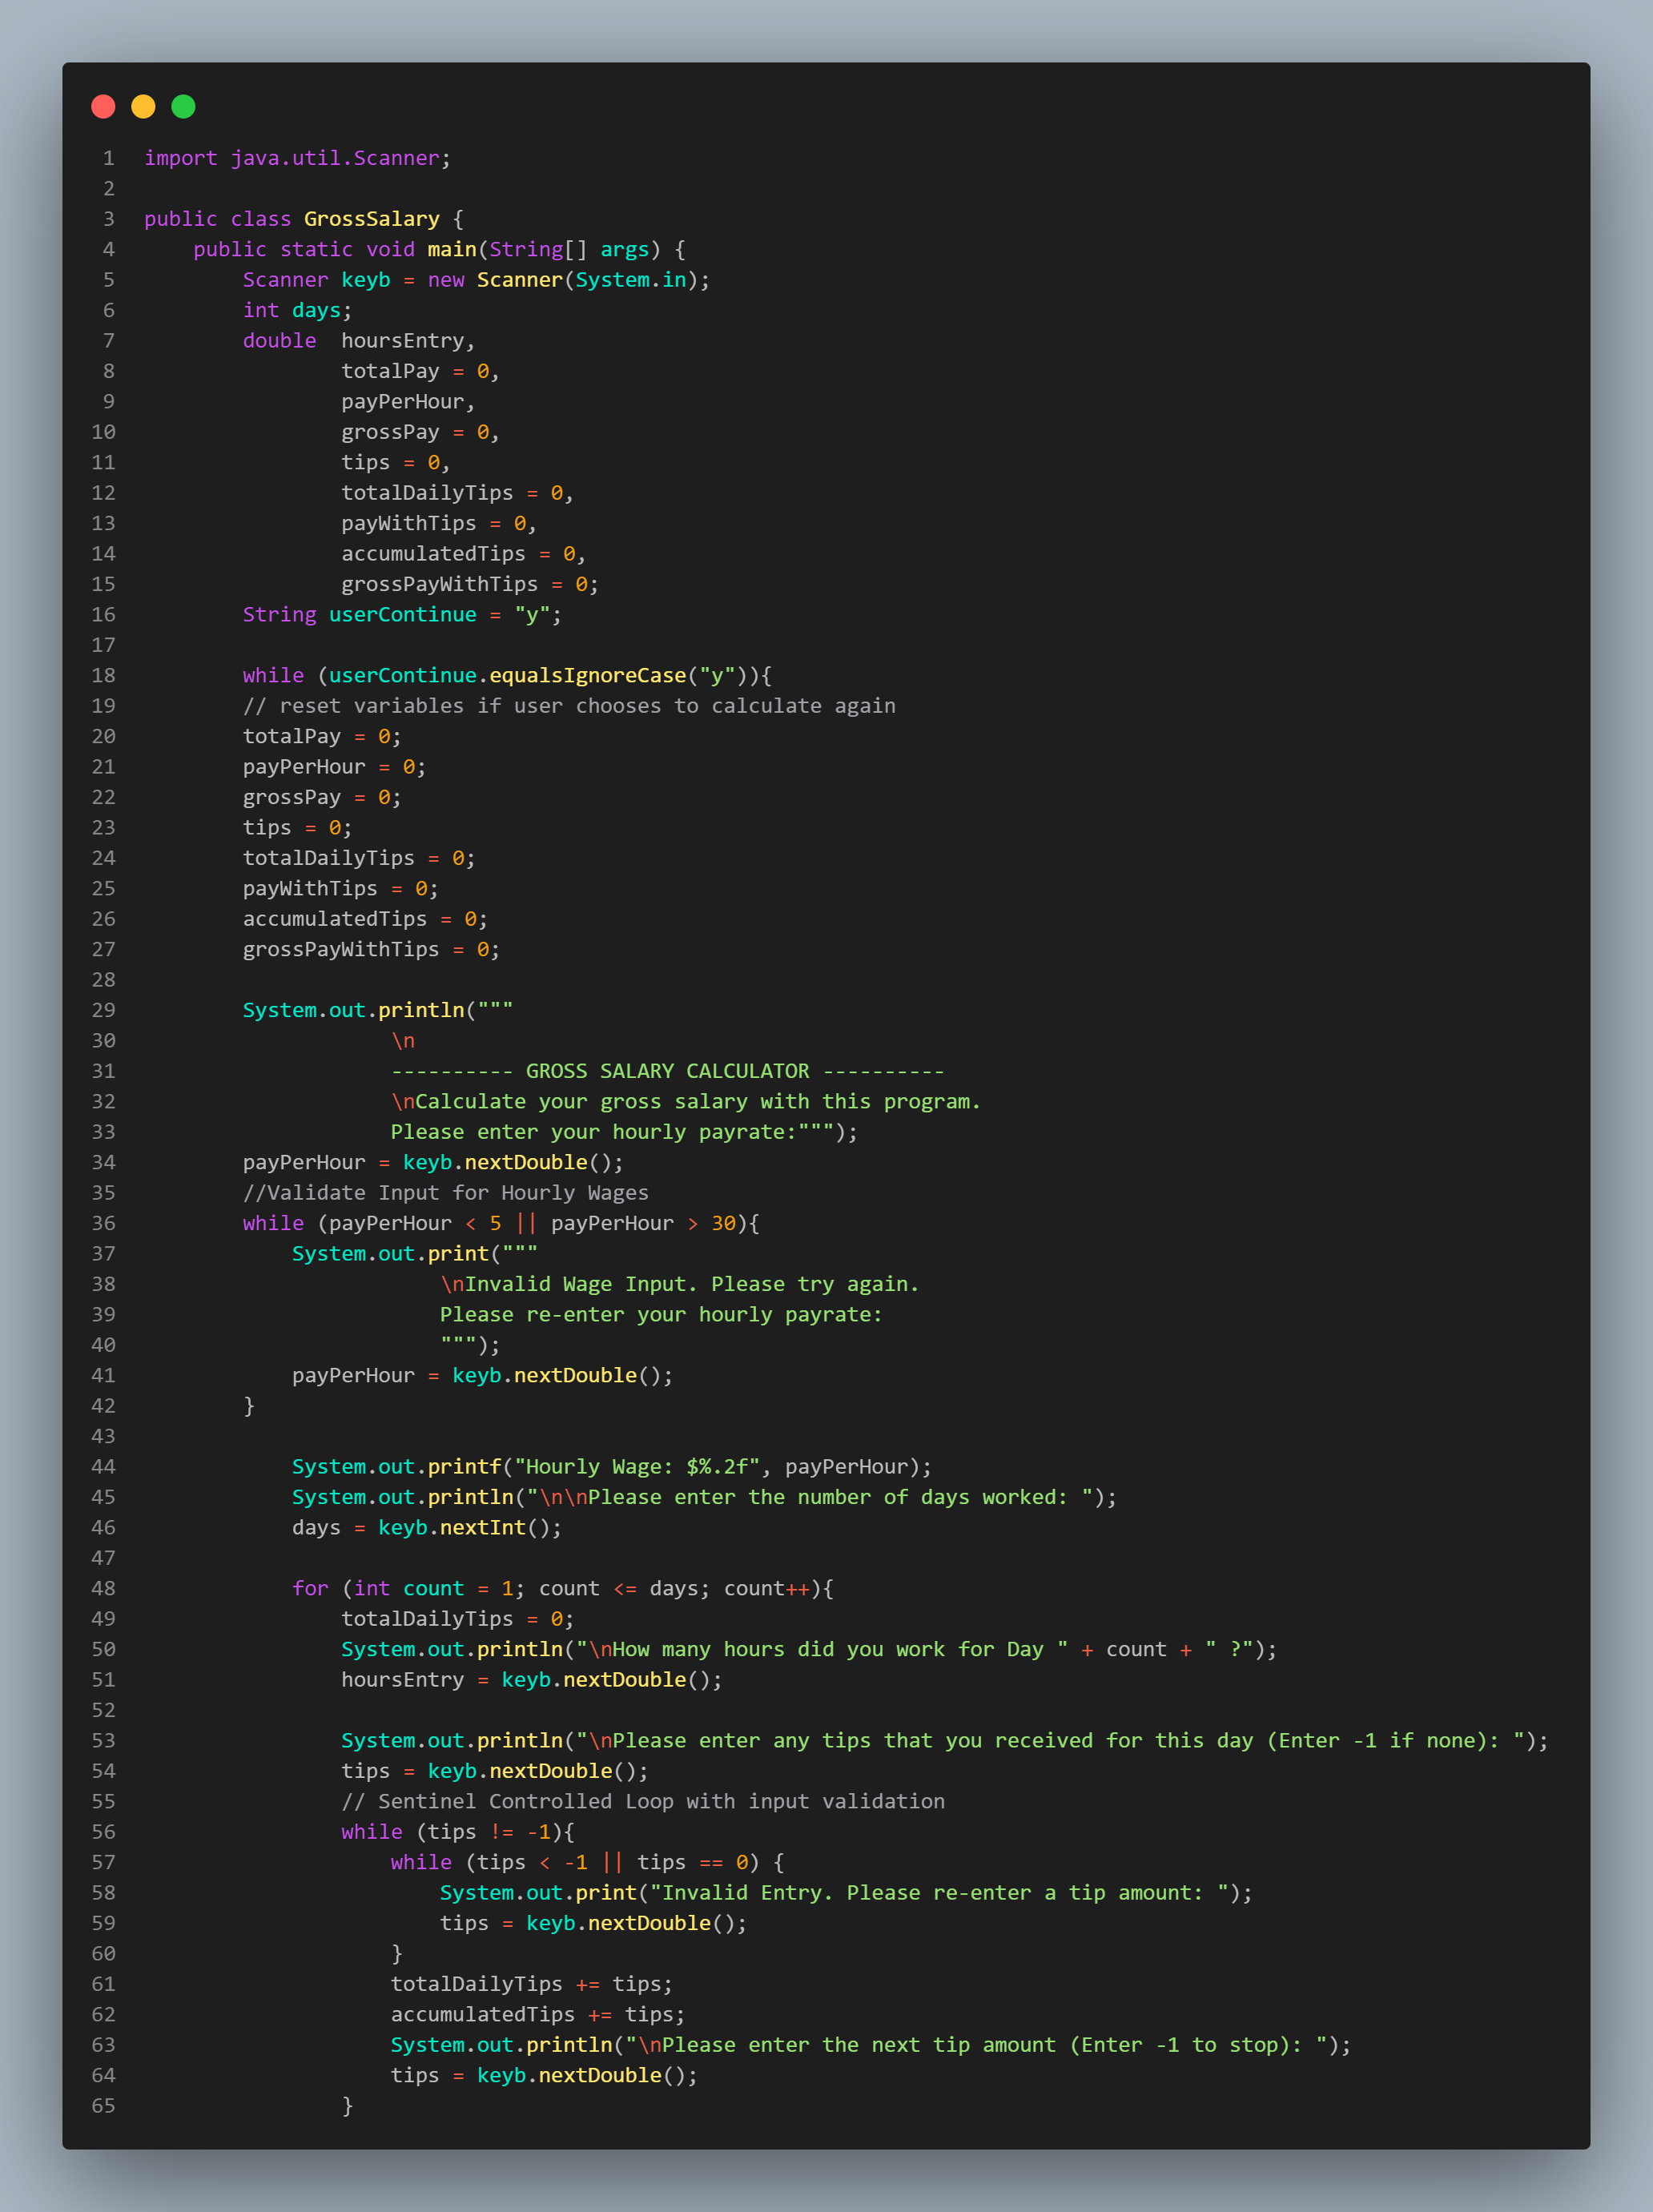 1 import java.util.Scanner;
2
3 public class GrossSalary {
4     public static void main(String[] args) {
5         Scanner keyb = new Scanner(System.in);
6         int days;
7         double  hoursEntry,
8                 totalPay = 0,
9                 payPerHour,
10                 grossPay = 0,
11                 tips = 0,
12                 totalDailyTips = 0,
13                 payWithTips = 0,
14                 accumulatedTips = 0,
15                 grossPayWithTips = 0;
16         String userContinue = "y";
17
18         while (userContinue.equalsIgnoreCase("y")){
19         // reset variables if user chooses to calculate again
20         totalPay = 0;
21         payPerHour = 0;
22         grossPay = 0;
23         tips = 0;
24         totalDailyTips = 0;
25         payWithTips = 0;
26         accumulatedTips = 0;
27         grossPayWithTips = 0;
28
29         System.out.println("""
30                     \n
31                     ---------- GROSS SALARY CALCULATOR ----------
32                     \nCalculate your gross salary with this program.
33                     Please enter your hourly payrate:""");
34         payPerHour = keyb.nextDouble();
35         //Validate Input for Hourly Wages
36         while (payPerHour < 5 || payPerHour > 30){
37             System.out.print("""
38                         \nInvalid Wage Input. Please try again.
39                         Please re-enter your hourly payrate:
40                         """);
41             payPerHour = keyb.nextDouble();
42         }
43
44             System.out.printf("Hourly Wage: $%.2f", payPerHour);
45             System.out.println("\n\nPlease enter the number of days worked: ");
46             days = keyb.nextInt();
47
48             for (int count = 1; count <= days; count++){
49                 totalDailyTips = 0;
50                 System.out.println("\nHow many hours did you work for Day " + count + " ?");
51                 hoursEntry = keyb.nextDouble();
52
53                 System.out.println("\nPlease enter any tips that you received for this day (Enter -1 if none): ");
54                 tips = keyb.nextDouble();
55                 // Sentinel Controlled Loop with input validation
56                 while (tips != -1){
57                     while (tips < -1 || tips == 0) {
58                         System.out.print("Invalid Entry. Please re-enter a tip amount: ");
59                         tips = keyb.nextDouble();
60                     }
61                     totalDailyTips += tips;
62                     accumulatedTips += tips;
63                     System.out.println("\nPlease enter the next tip amount (Enter -1 to stop): ");
64                     tips = keyb.nextDouble();
65                 }